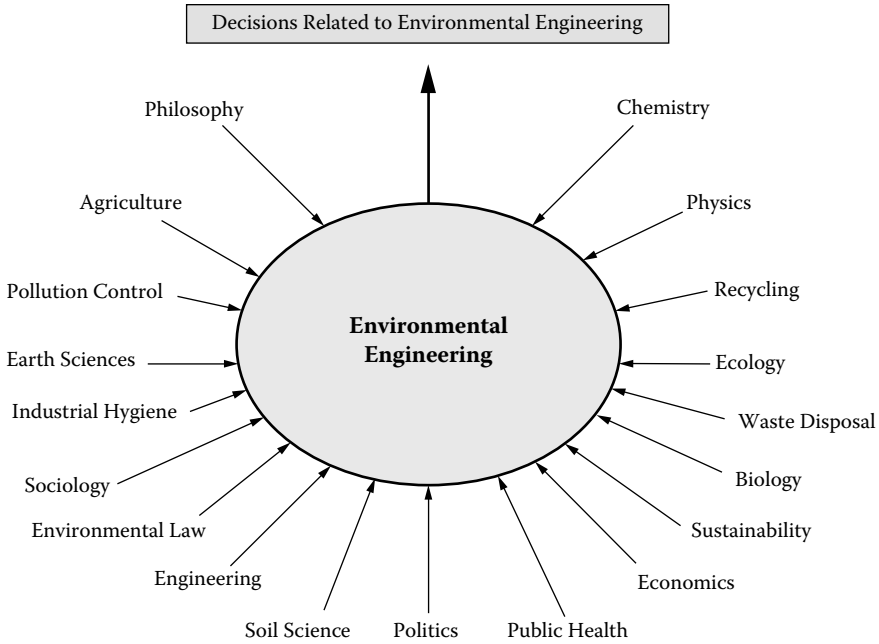 Decisions Related to Environmental Engineering
Philosophy
Chemistry
Agriculture
Physics
Pollution Control
Recycling
Environmental
Engineering
Earth Sciences
Ecology
Industrial Hygiene
Waste Disposal
Sociology
Biology
Environmental Law
Sustainability
Engineering
Economics
Soil Science
Politics
Public Health